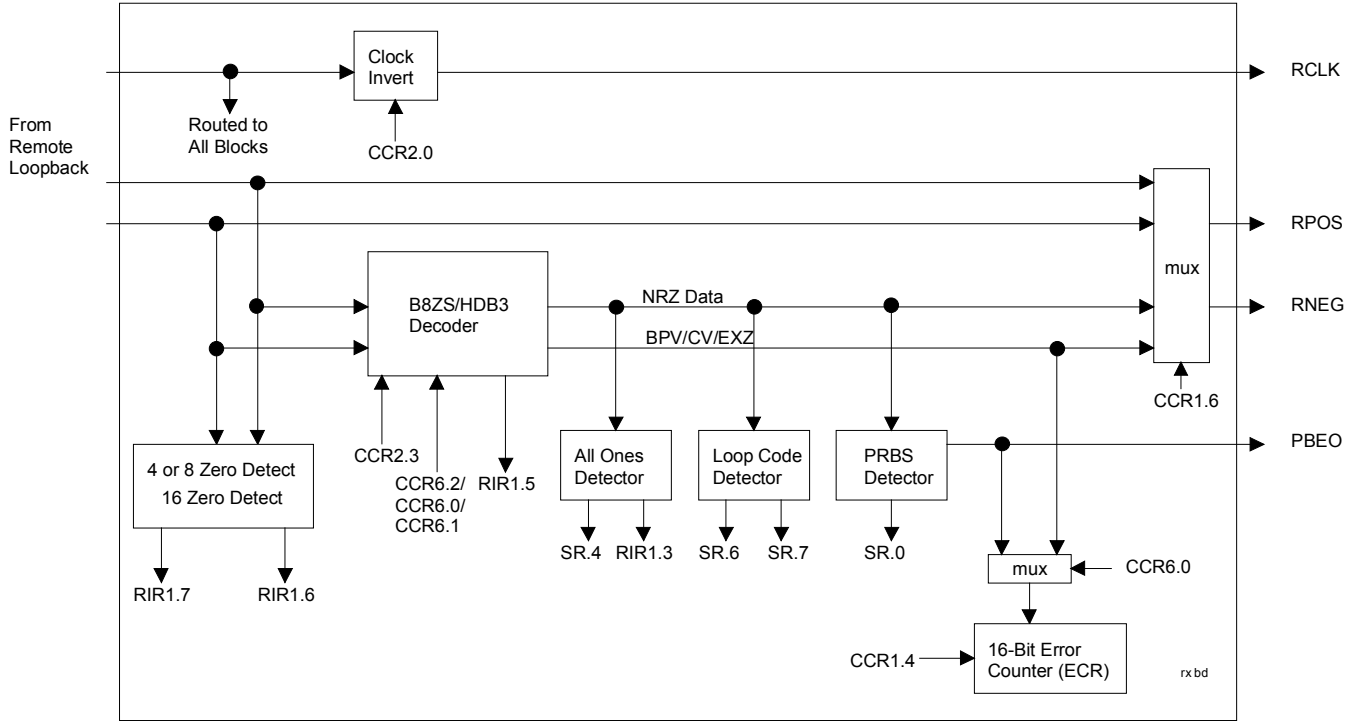 Clock
Invert
RCLK
From
Remote
Loopback
Routed to
All Blocks
CCR2.0
RPOS
mux
B8ZS/HDB3
Decoder
NRZ Data
RNEG
BPV/CV/EXZ
CCR1.6
4 or 8 Zero Detect
16 Zero Detect
CCR2.3
CCR6.2/
CCR6.0/
CCR6.1
RIR1.5
All Ones
Detector
Loop Code
Detector
PRBS
Detector
PBEO
SR.4
RIR1.3
SR.6
SR.7
SR.0
RIR1.7
RIR1.6
mux
CCR6.0
CCR1.4
16-Bit Error
Counter (ECR)
rx bd